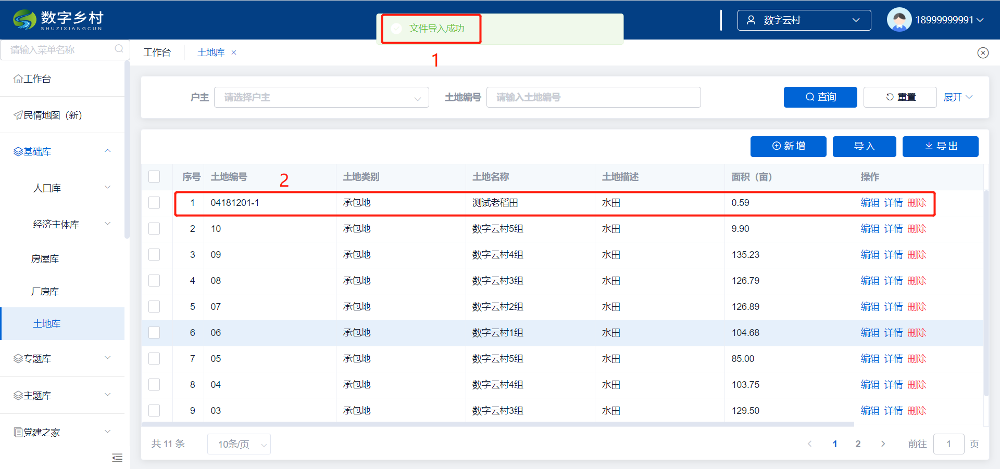 数字乡村
SHUZIXIANGCUN
文件导入成功
数字云村
18999999991
1
请输入菜单名称
工作台
土地库 ×
工作台
民情地图（新）
基础库
人口库
经济主体库
房屋库
厂房库
土地库
专题库
主题库
党建之家
户主 请选择户主 土地编号 请输入土地编号 查询 重置 展开
新增 导入 导出
2
序号 土地编号 土地类别 土地名称 土地描述 面积（亩） 操作
1 04181201-1 承包地 测试老稻田 水田 0.59 编辑 详情 删除
2 10 承包地 数字云村5组 水田 9.90 编辑 详情 删除
3 09 承包地 数字云村4组 水田 135.23 编辑 详情 删除
4 08 承包地 数字云村3组 水田 126.79 编辑 详情 删除
5 07 承包地 数字云村2组 水田 126.89 编辑 详情 删除
6 06 承包地 数字云村1组 水田 104.68 编辑 详情 删除
7 05 承包地 数字云村5组 水田 85.00 编辑 详情 删除
8 04 承包地 数字云村4组 水田 103.75 编辑 详情 删除
9 03 承包地 数字云村3组 水田 129.50 编辑 详情 删除
共 11 条 10条/页 1 2 前往 1 页